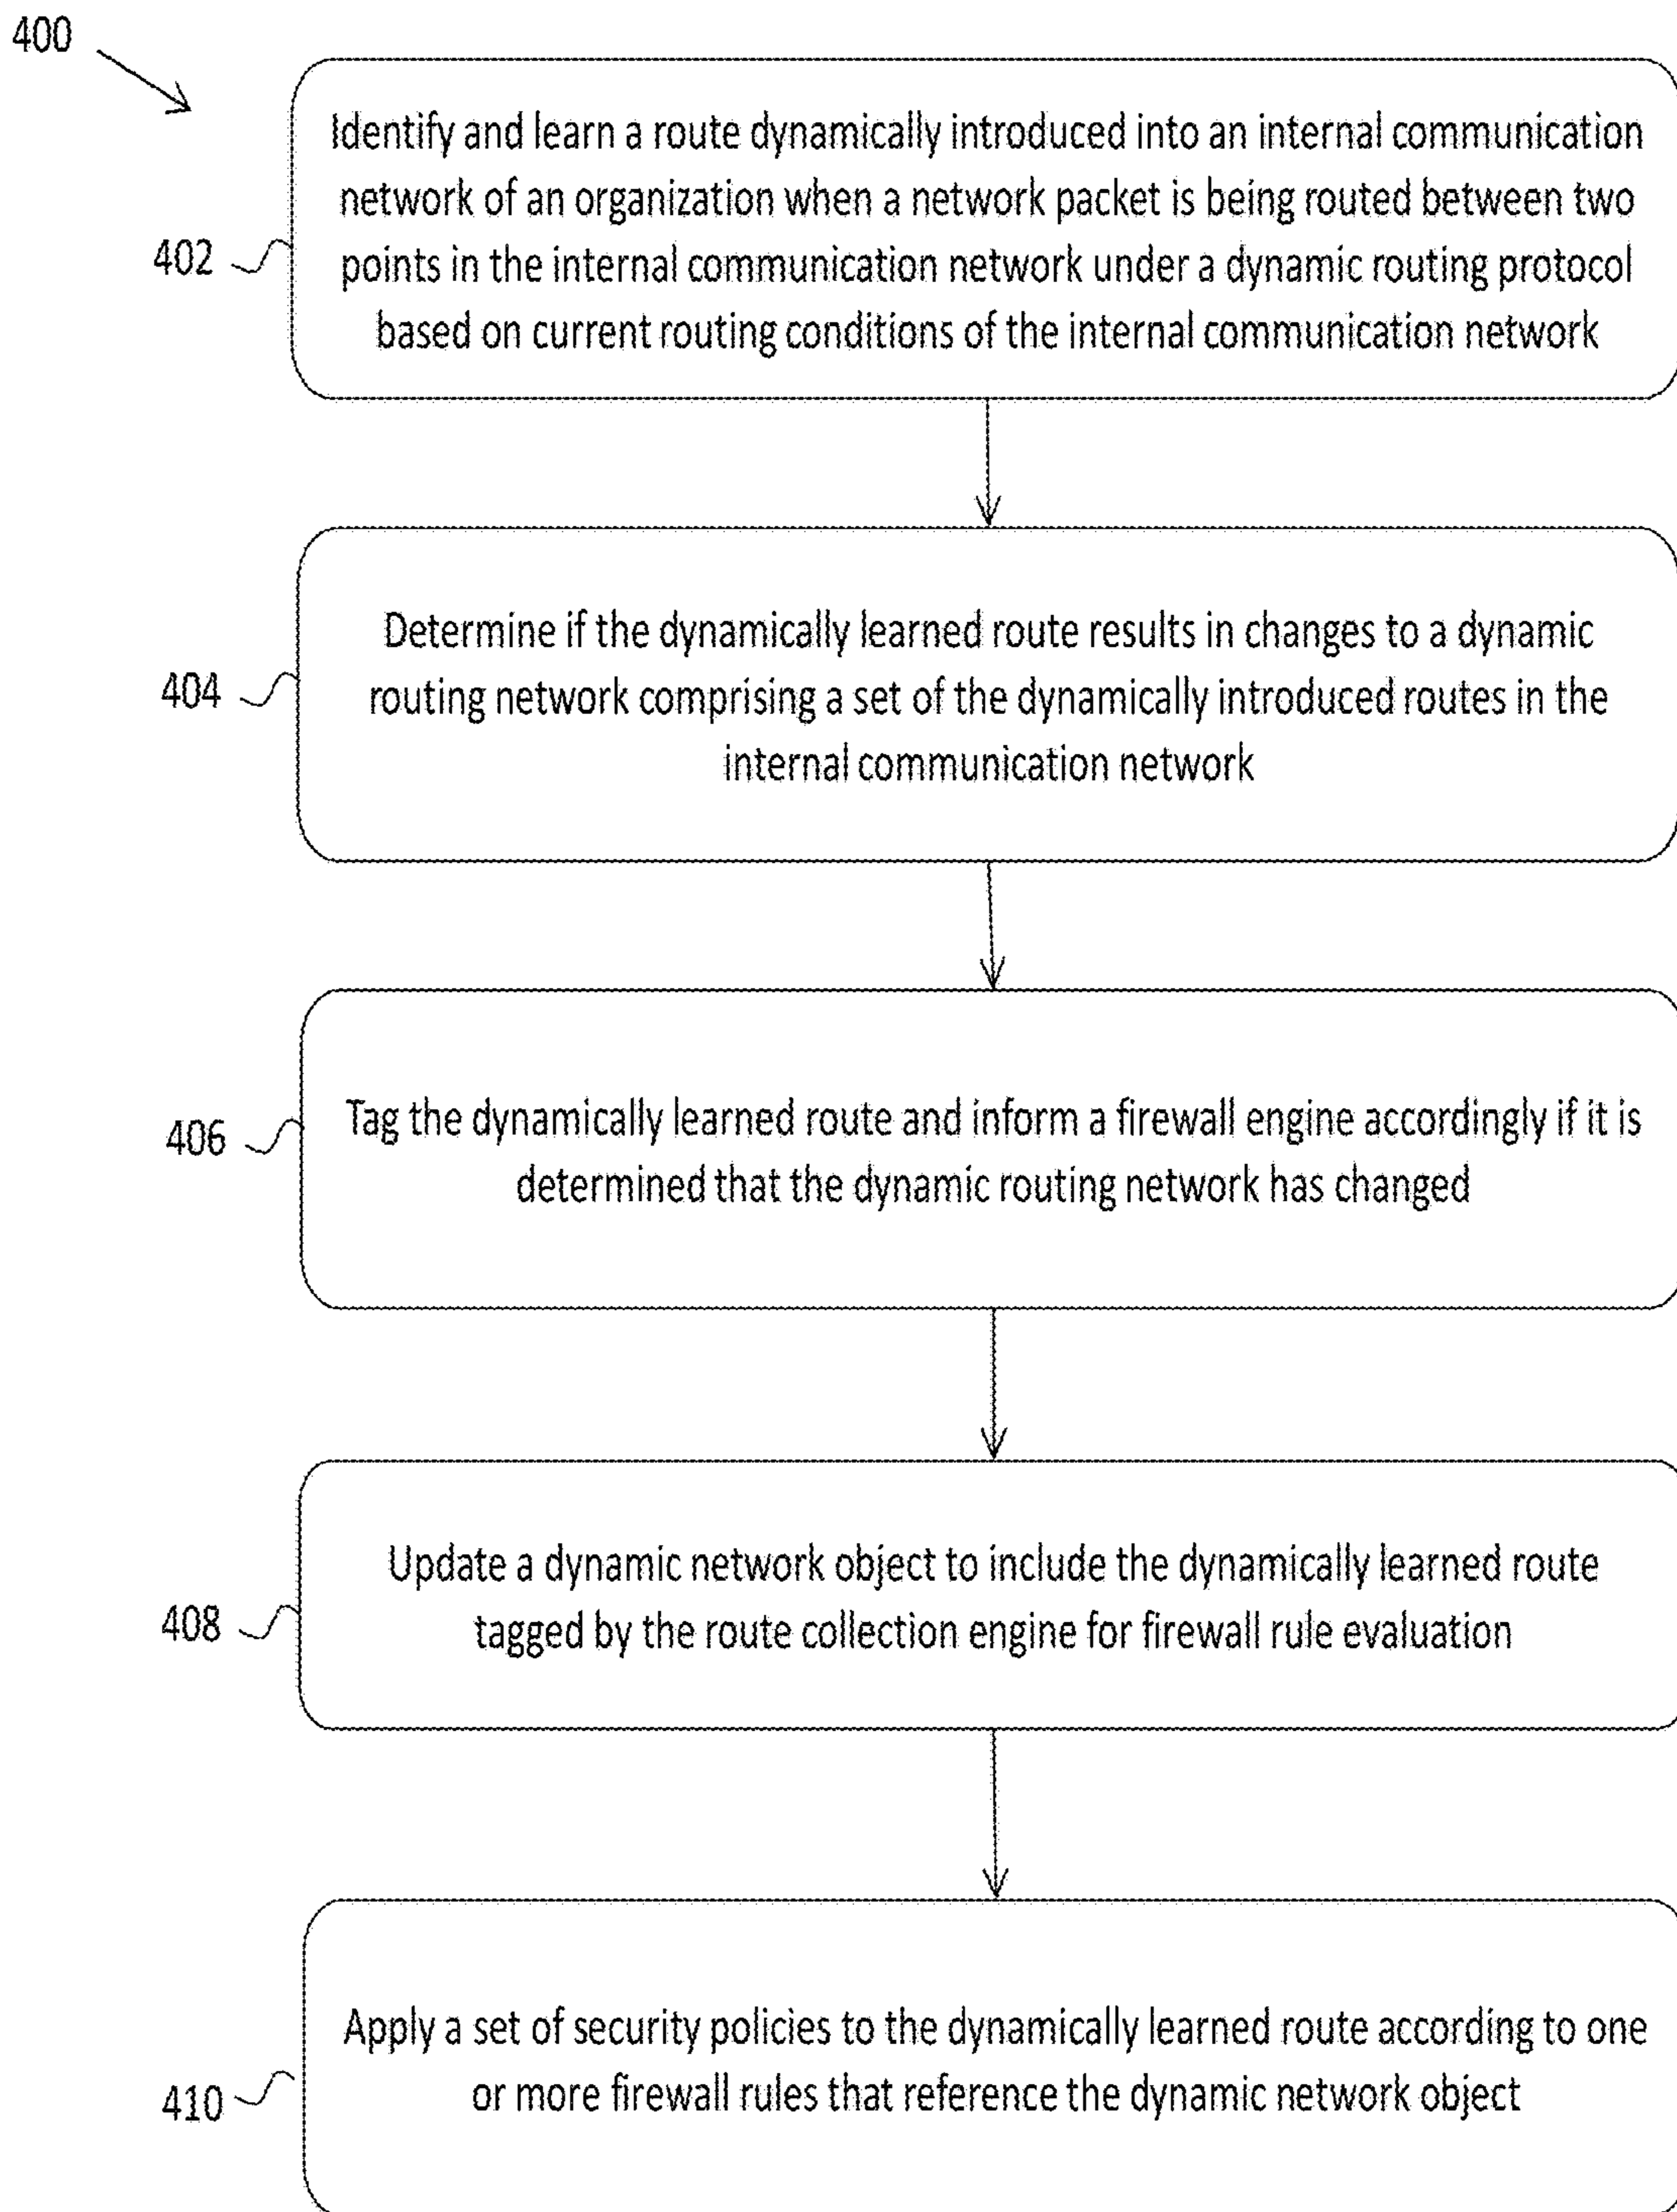 400
Identify and learn a route dynamically introduced into an internal communication
network of an organization when a network packet is being routed between two
points in the internal communication network under a dynamic routing protocol
based on current routing conditions of the internal communication network
402
Determine if the dynamically learned route results in changes to a dynamic
routing network comprising a set of the dynamically introduced routes in the
internal communication network
404
Tag the dynamically learned route and inform a firewall engine accordingly if it is
determined that the dynamic routing network has changed
406
Update a dynamic network object to include the dynamically learned route
tagged by the route collection engine for firewall rule evaluation
408
Apply a set of security policies to the dynamically learned route according to one
or more firewall rules that reference the dynamic network object
410